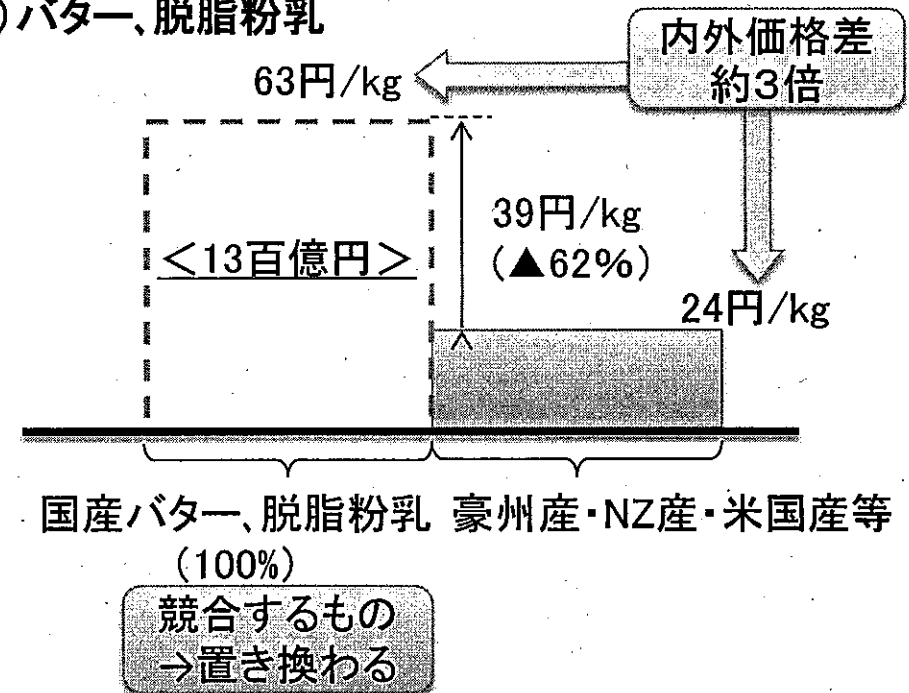 )バター、脱脂粉乳
内外価格差
約3倍
63円/kg
39円/kg
(▲62%)
<13百億円>
24円/kg
国産バター、脱脂粉乳
(100%)
豪州産・NZ産・米国産等
競合するもの
→置き換わる